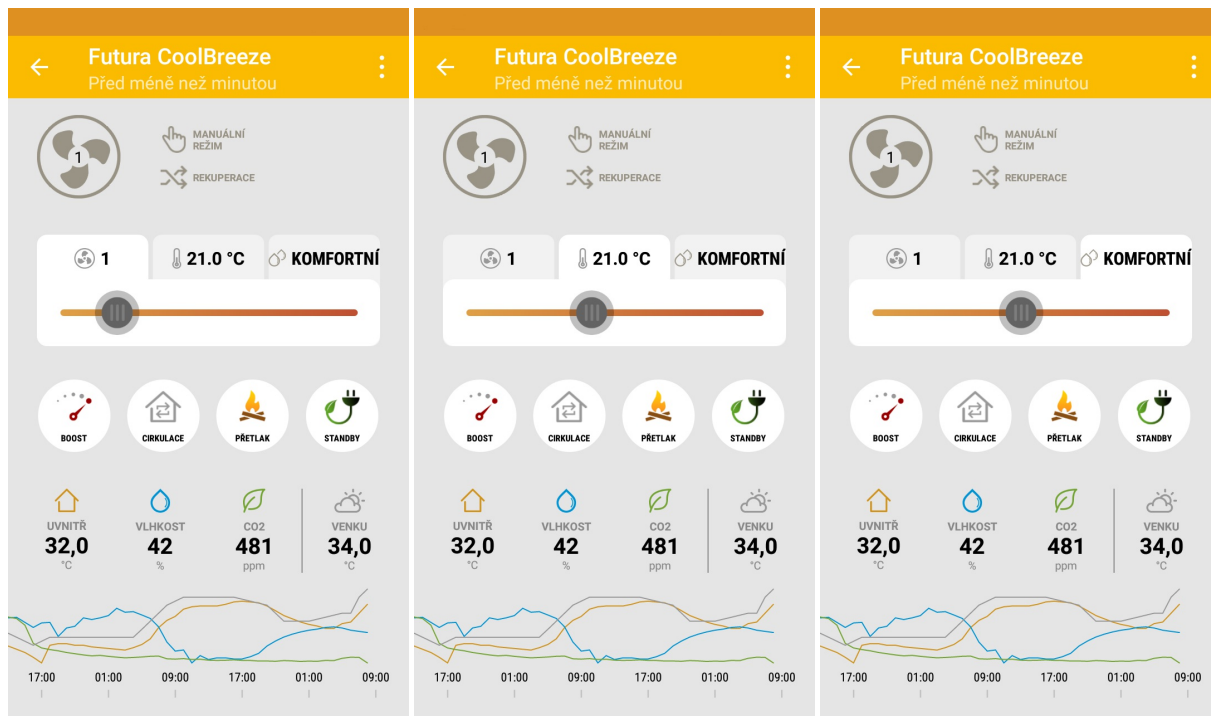 Futura CoolBreeze
Před méně než minutou
1
MANUÁLNÍ
REŽIM
REKUPERACE
1 21.0 °C KOMFORTNÍ
BOOST CIRKULACE PŘETLAK STANDBY
UVNITŘ VLHKOST CO2 VENKU
32,0 42 481 34,0
°C % ppm °C
17:00 01:00 09:00 17:00 01:00 09:00
Futura CoolBreeze
Před méně než minutou
1
MANUÁLNÍ
REŽIM
REKUPERACE
1 21.0 °C KOMFORTNÍ
BOOST CIRKULACE PŘETLAK STANDBY
UVNITŘ VLHKOST CO2 VENKU
32,0 42 481 34,0
°C % ppm °C
17:00 01:00 09:00 17:00 01:00 09:00
Futura CoolBreeze
Před méně než minutou
1
MANUÁLNÍ
REŽIM
REKUPERACE
1 21.0 °C KOMFORTNÍ
BOOST CIRKULACE PŘETLAK STANDBY
UVNITŘ VLHKOST CO2 VENKU
32,0 42 481 34,0
°C % ppm °C
17:00 01:00 09:00 17:00 01:00 09:00